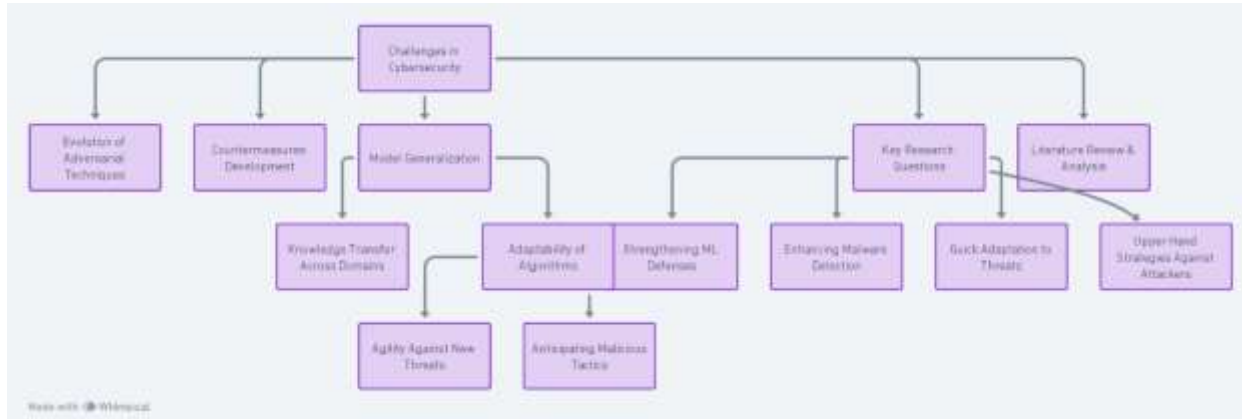 Challenges in
Cybersecurity
Evolution of
Adversarial
Techniques
Countermeasures
Development
Model Generalization
Key Research
Questions
Literature Review &
Analysis
Knowledge Transfer
Across Domains
Adaptability of
Algorithms
Strengthening ML
Defenses
Enhancing Malware
Detection
Quick Adaptation to
Threats
Upper Hand
Strategies Against
Attackers
Agility Against New
Threats
Anticipating Malicious
Tactics
Made with Whimsical